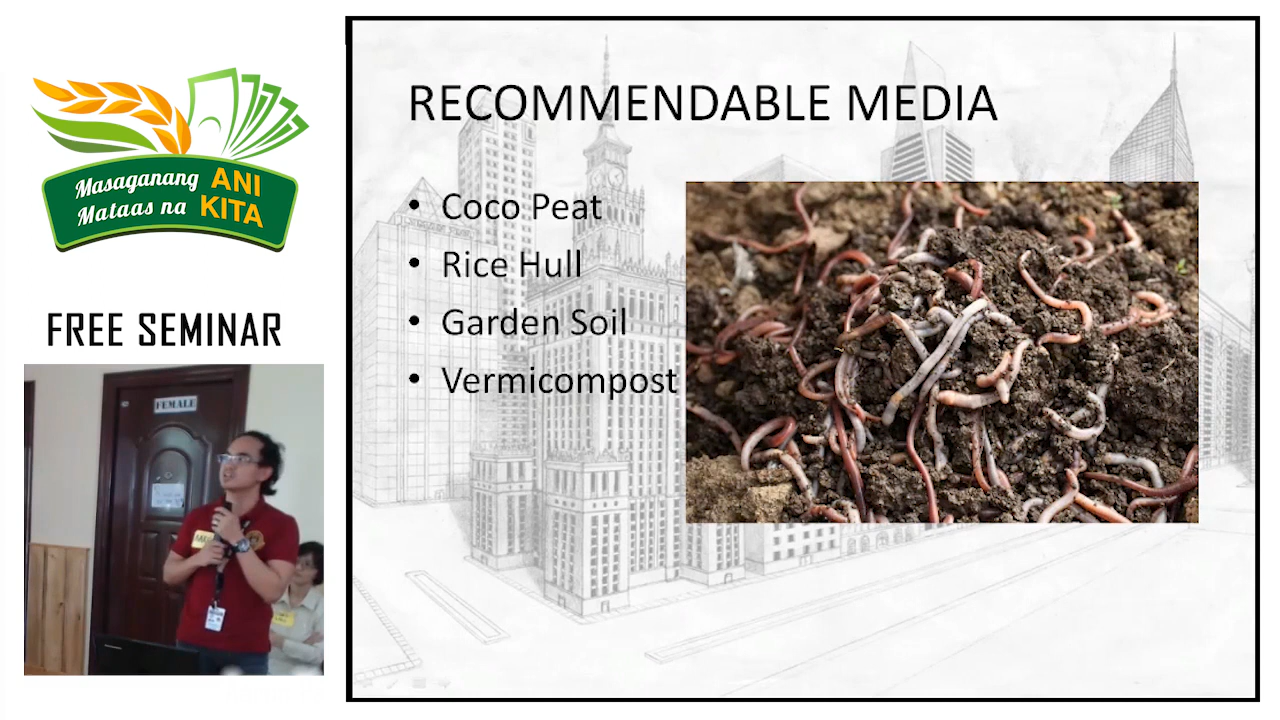 Masaganang ANI
Mataas na KITA
FREE SEMINAR
FEMALE
RECOMMENDABLE MEDIA
• Coco Peat
• Rice Hull
• Garden Soil
• Vermicompost